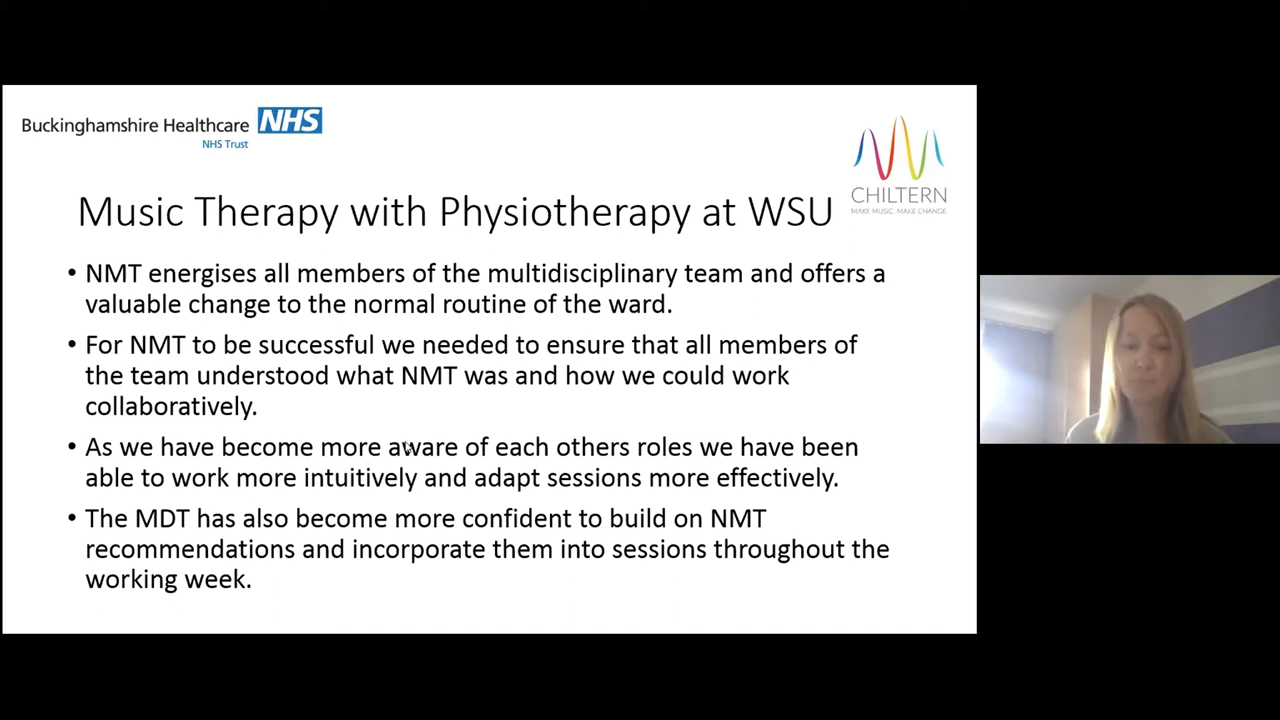 Buckinghamshire Healthcare NHS
NHS Trust
CHILTERN
MAKE MUSIC. MAKE CHANGE.
Music Therapy with Physiotherapy at WSU
• NMT energises all members of the multidisciplinary team and offers a
valuable change to the normal routine of the ward.
• For NMT to be successful we needed to ensure that all members of
the team understood what NMT was and how we could work
collaboratively.
• As we have become more aware of each others roles we have been
able to work more intuitively and adapt sessions more effectively.
• The MDT has also become more confident to build on NMT
recommendations and incorporate them into sessions throughout the
working week.